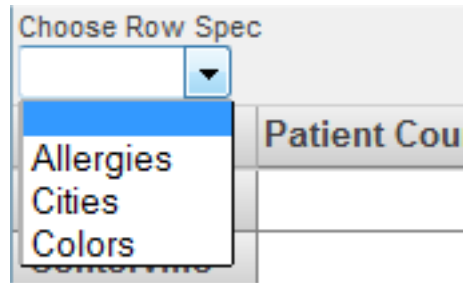 Choose Row Spec
Patient Cou
Allergies
Cities
Colors